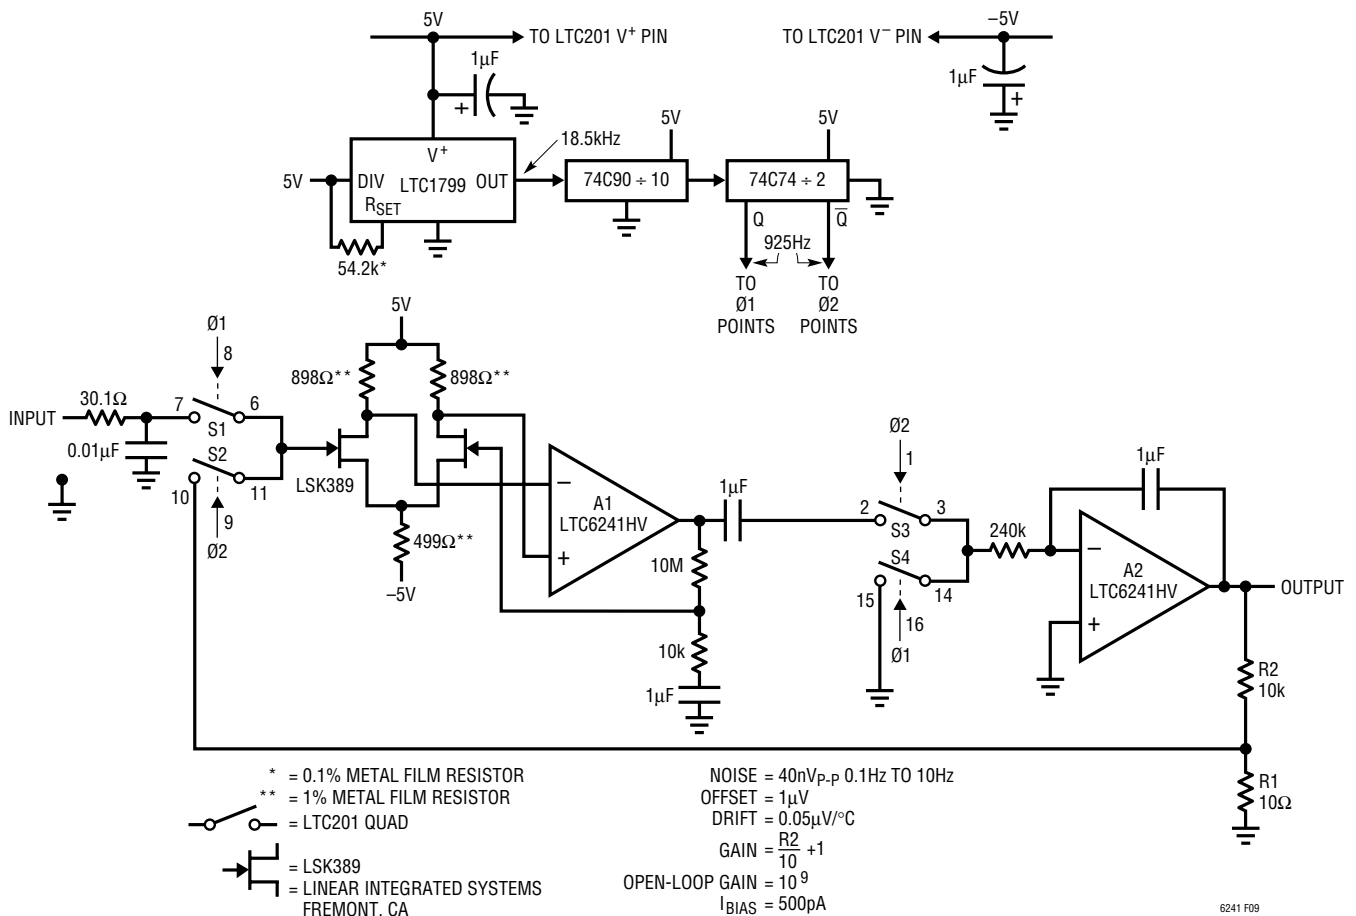 5V
TO LTC201 V+ PIN
–5V
TO LTC201 V– PIN
1µF
+
1µF
+
V+
5V
DIV
LTC1799
OUT
RSET
54.2k*
18.5kHz
5V
74C90 ÷ 10
5V
74C74 ÷ 2
Q
Q̅
925Hz
TO
Ø1
POINTS
TO
Ø2
POINTS
5V
Ø1
8
898Ω**
898Ω**
INPUT
30.1Ω
7
6
S1
0.01µF
S2
10
11
9
Ø2
LSK389
499Ω**
–5V
–
A1
LTC6241HV
+
1µF
10M
10k
1µF
Ø2
1
2
3
S3
S4
15
14
16
Ø1
240k
1µF
–
A2
LTC6241HV
+
OUTPUT
R2
10k
R1
10Ω
* = 0.1% METAL FILM RESISTOR
** = 1% METAL FILM RESISTOR
= LTC201 QUAD
= LSK389
= LINEAR INTEGRATED SYSTEMS
FREMONT, CA
NOISE = 40nVP-P 0.1Hz TO 10Hz
OFFSET = 1µV
DRIFT = 0.05µV/°C
GAIN = R2/10 +1
OPEN-LOOP GAIN = 10⁹
IBIAS = 500pA
6241 F09